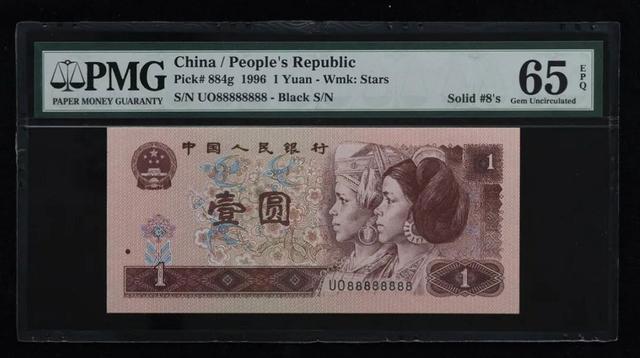 PMG
PAPER MONEY GUARANTY
China / People's Republic
Pick# 884g 1996 1 Yuan - Wmk: Stars
S/N UO88888888 - Black S/N
Solid #8's
65 EPQ
Gem Uncirculated
中国人民银行
1
壹圆
1
1
UO88888888